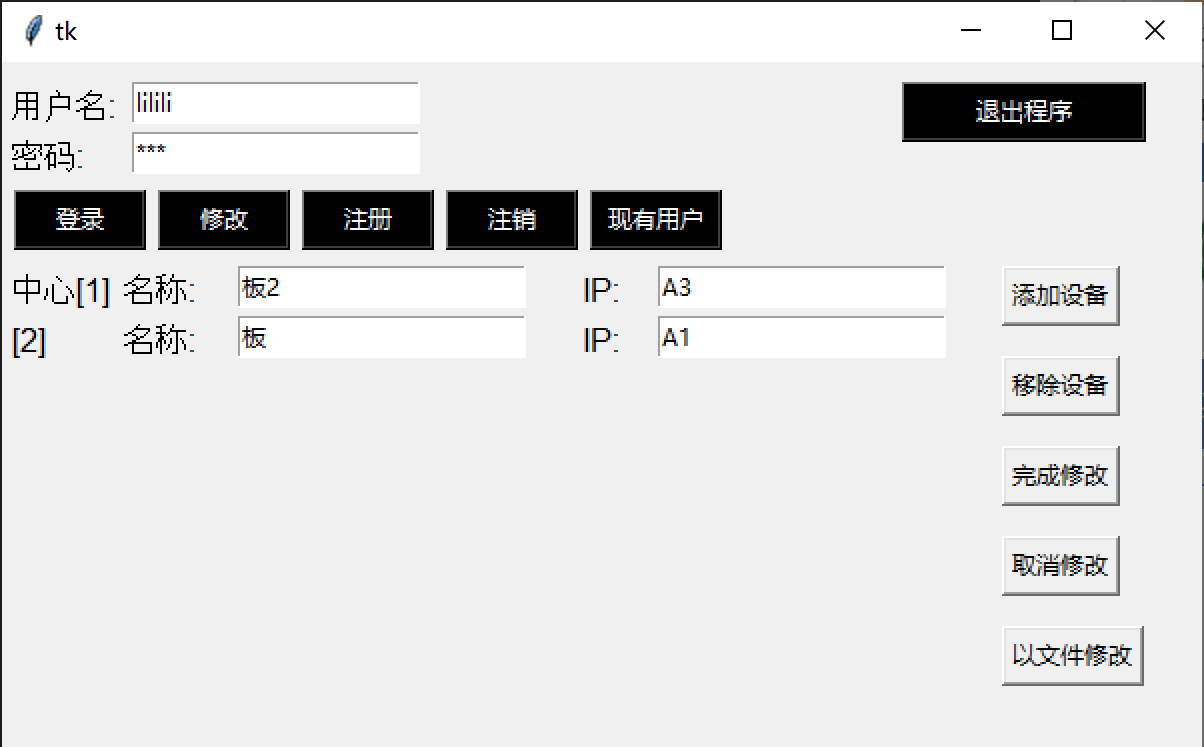 tk
用户名: lilili 退出程序
密码: ***
登录 修改 注册 注销 现有用户
中心[1] 名称: 板2 IP: A3 添加设备
[2] 名称: 板 IP: A1
移除设备
完成修改
取消修改
以文件修改